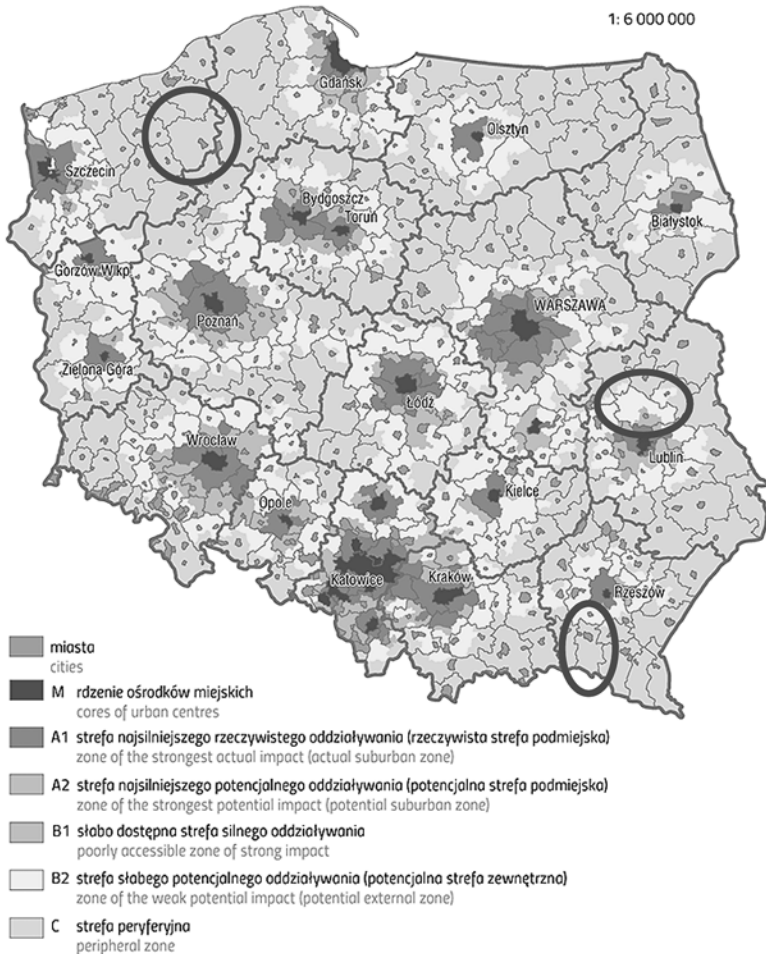 1: 6 000 000
Gdańsk
Olsztyn
Szczecin
Bydgoszcz
Toruń
Białystok
Gorzów Wlkp.
Poznań
WARSZAWA
Zielona Góra
Łódź
Wrocław
Lublin
Opole
Kielce
Katowice
Kraków
Rzeszów
miasta
cities
M rdzenie ośrodków miejskich
cores of urban centres
A1 strefa najsilniejszego rzeczywistego oddziaływania (rzeczywista strefa podmiejska)
zone of the strongest actual impact (actual suburban zone)
A2 strefa najsilniejszego potencjalnego oddziaływania (potencjalna strefa podmiejska)
zone of the strongest potential impact (potential suburban zone)
B1 słabo dostępna strefa silnego oddziaływania
poorly accessible zone of strong impact
B2 strefa słabego potencjalnego oddziaływania (potencjalna strefa zewnętrzna)
zone of the weak potential impact (potential external zone)
C strefa peryferyjna
peripheral zone